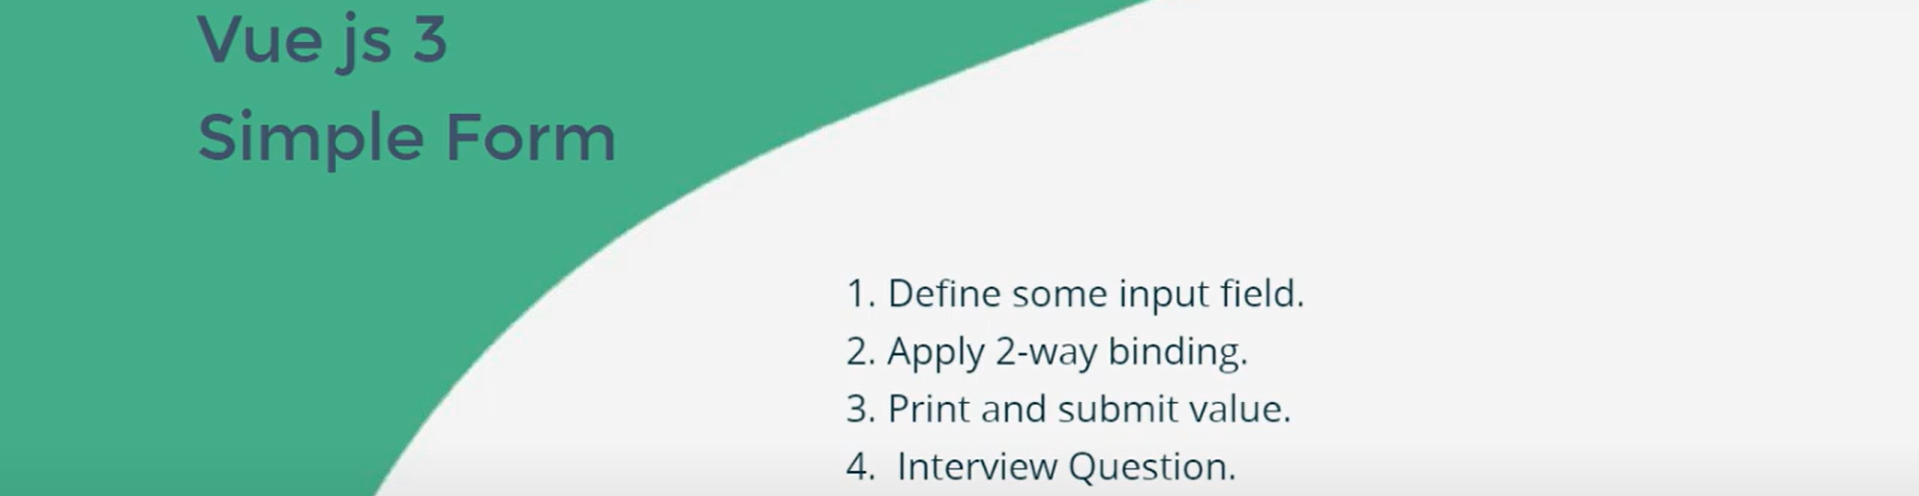 Vue js 3
Simple Form
1. Define some input field.
2. Apply 2-way binding.
3. Print and submit value.
4. Interview Question.